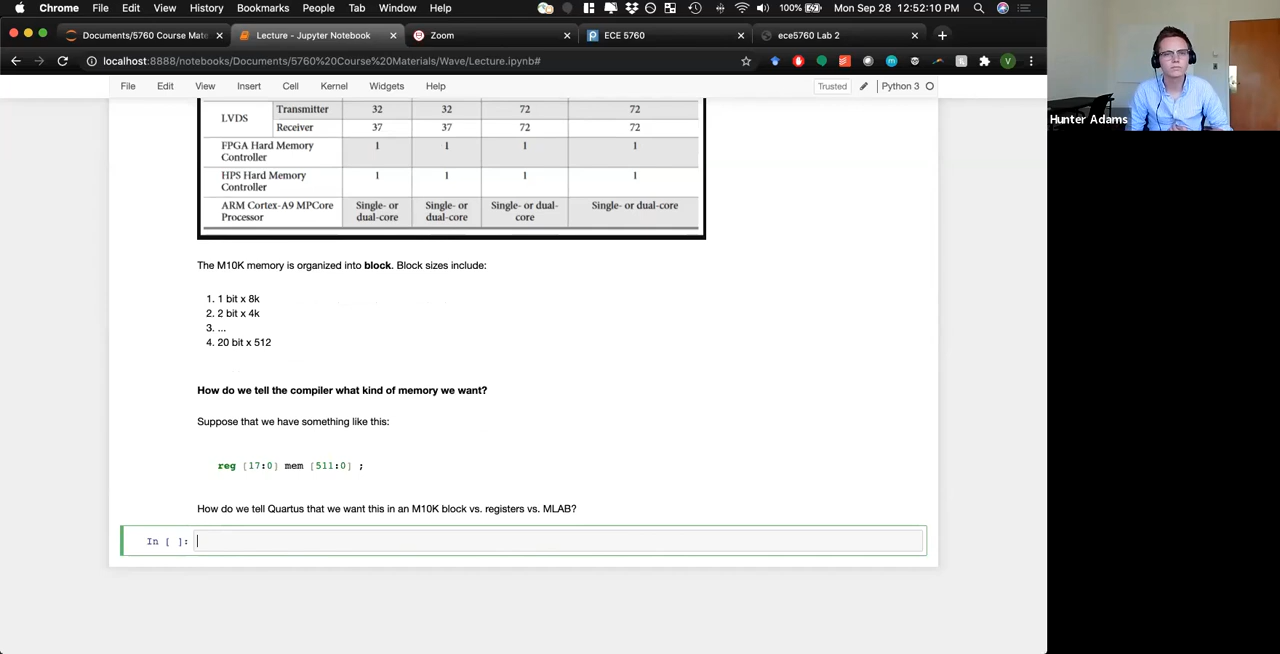 Chrome File Edit View History Bookmarks People Tab Window Help 100% Mon Sep 28 12:52:10 PM
Documents/5760 Course Mate Lecture - Jupyter Notebook Zoom ECE 5760 ece5760 Lab 2
localhost:8888/notebooks/Documents/5760%20Course%20Materials/Wave/Lecture.ipynb# V
File Edit View Insert Cell Kernel Widgets Help Trusted Python 3
Hunter Adams
LVDS Transmitter 32 32 72 72
Receiver 37 37 72 72
FPGA Hard Memory Controller 1 1 1 1
HPS Hard Memory Controller 1 1 1 1
ARM Cortex-A9 MPCore Processor Single- or dual-core Single- or dual-core Single- or dual-core Single- or dual-core
The M10K memory is organized into block. Block sizes include:
1. 1 bit x 8k
2. 2 bit x 4k
3. ...
4. 20 bit x 512
How do we tell the compiler what kind of memory we want?
Suppose that we have something like this:
reg [17:0] mem [511:0] ;
How do we tell Quartus that we want this in an M10K block vs. registers vs. MLAB?
In [ ]: